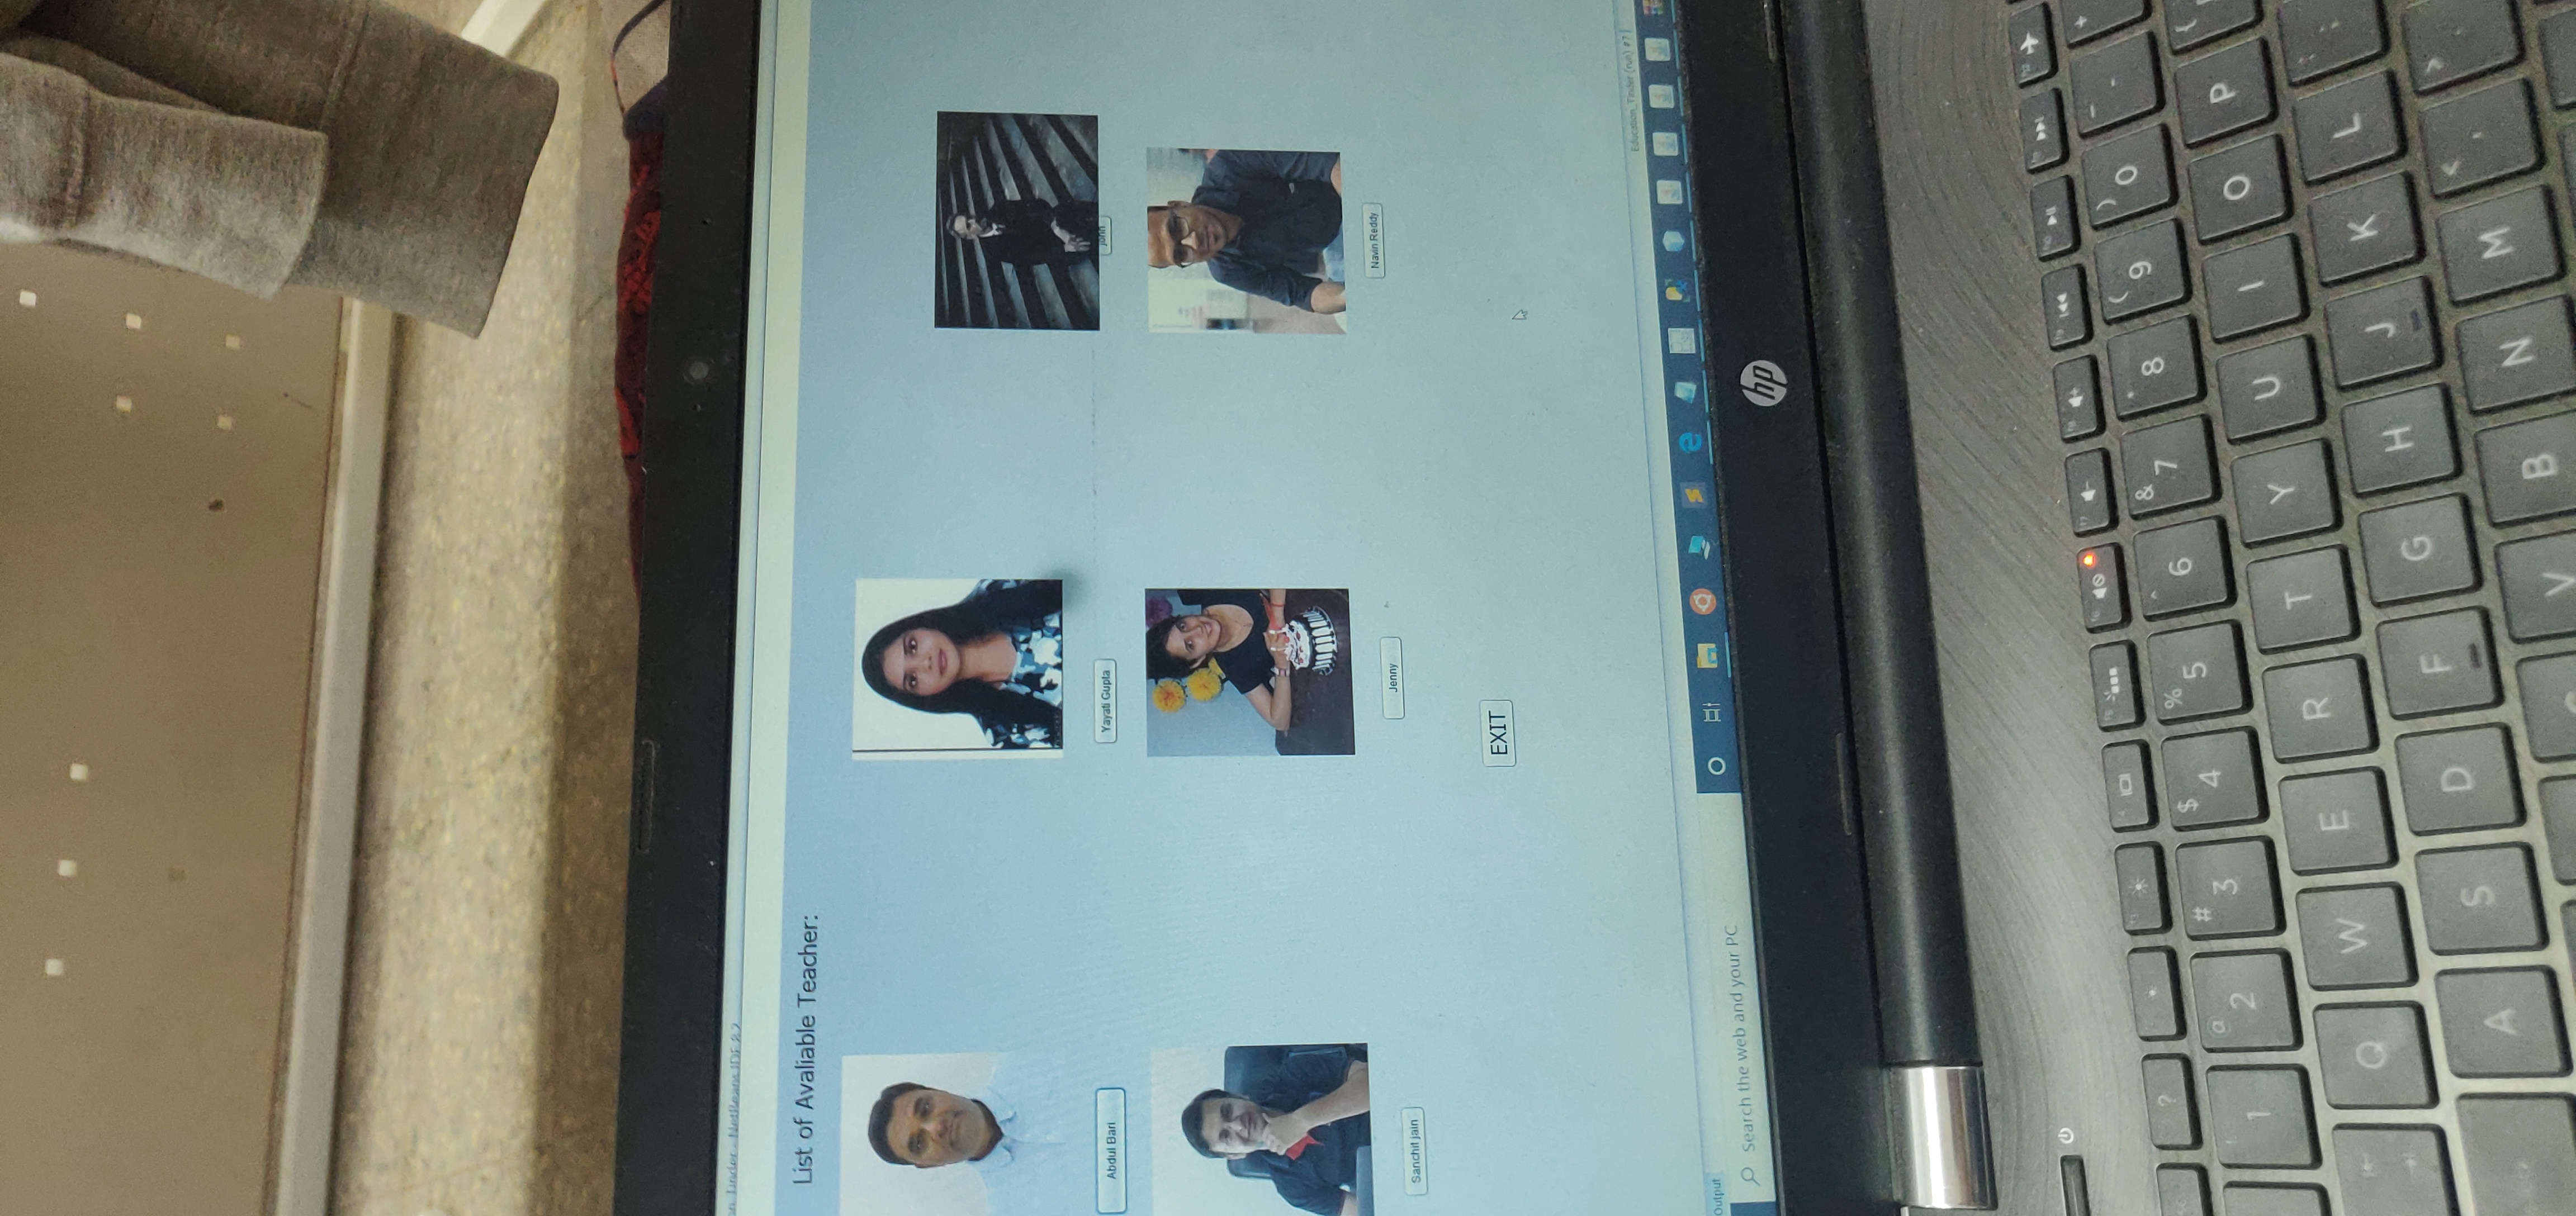 Tinder - NetBeans IDE 8.2
List of Avaliable Teacher:
Abdul Bari
Yayati Gupta
john
Sanchit jain
Jenny
Navin Reddy
EXIT
Education_Tinder (run) #7
Output
Search the web and your PC
hp
?
& 
@ # $ % ^ & * ( ) _ +
1 2 3 4 5 6 7 8 9 0 -
Q W E R T Y U I O P {
A S D F G H J K L
V B N M < >